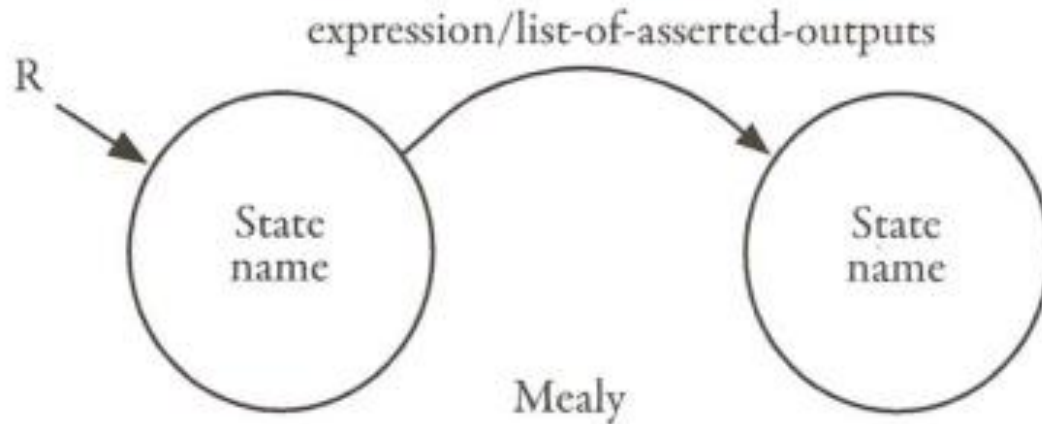 expression/list-of-asserted-outputs
R
State
name
State
name
Mealy